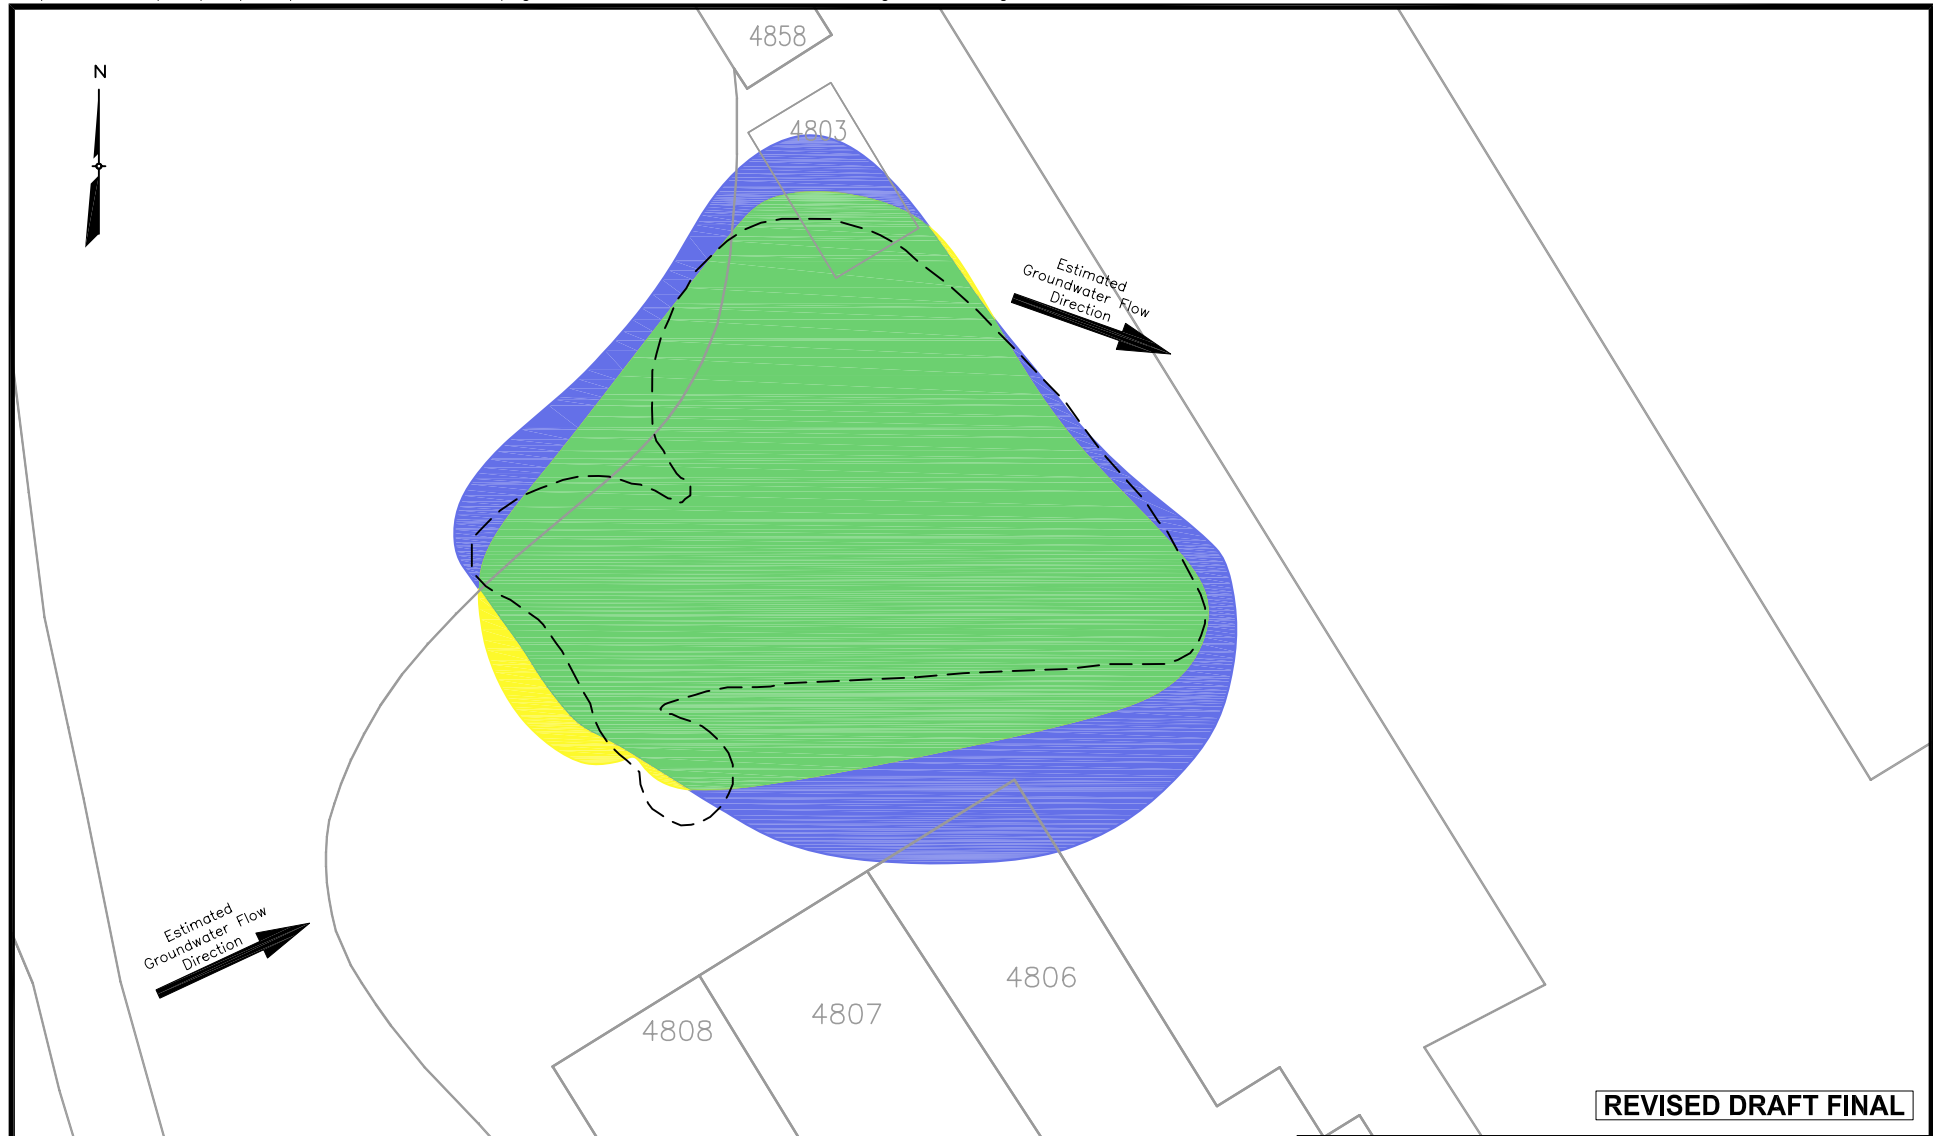 4858
N
4803
Estimated
Groundwater Flow
Direction
Estimated
Groundwater Flow
Direction
4806
4807
4808
REVISED DRAFT FINAL